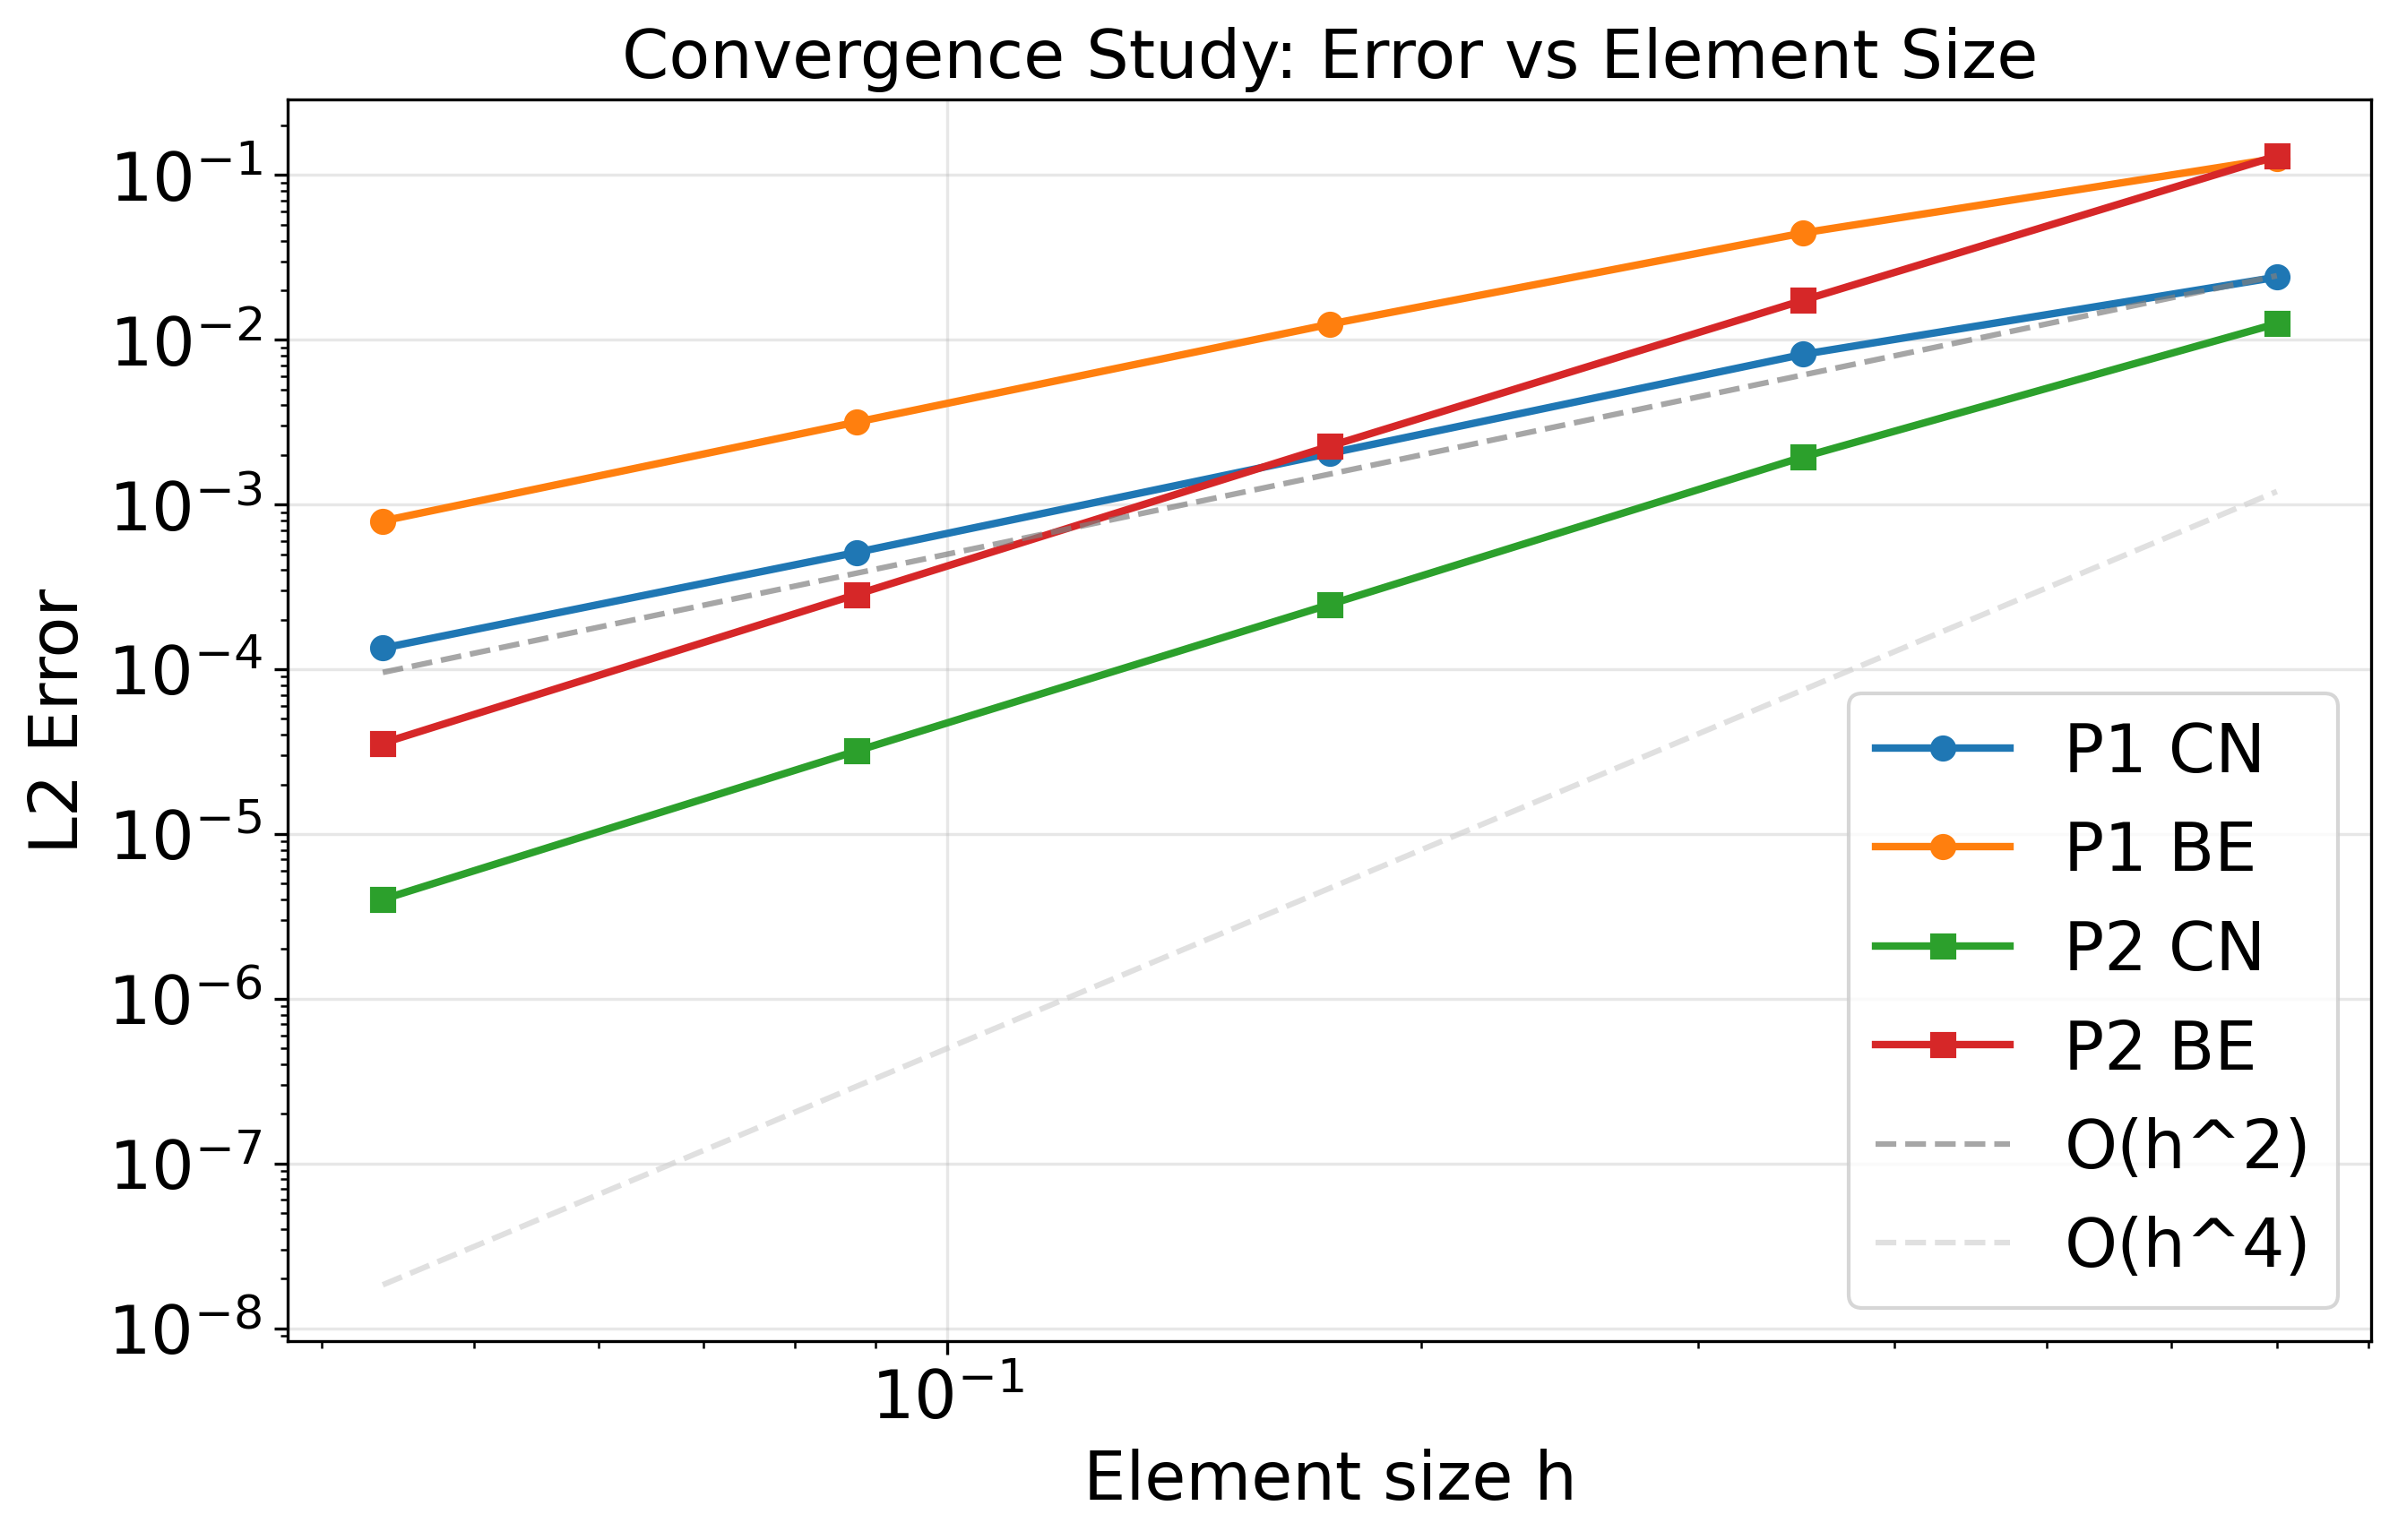 Convergence Study: Error vs Element Size
L2 Error
10⁻¹
10⁻²
10⁻³
10⁻⁴
10⁻⁵
10⁻⁶
10⁻⁷
10⁻⁸
P1 CN
P1 BE
P2 CN
P2 BE
O(h^2)
O(h^4)
10⁻¹
Element size h